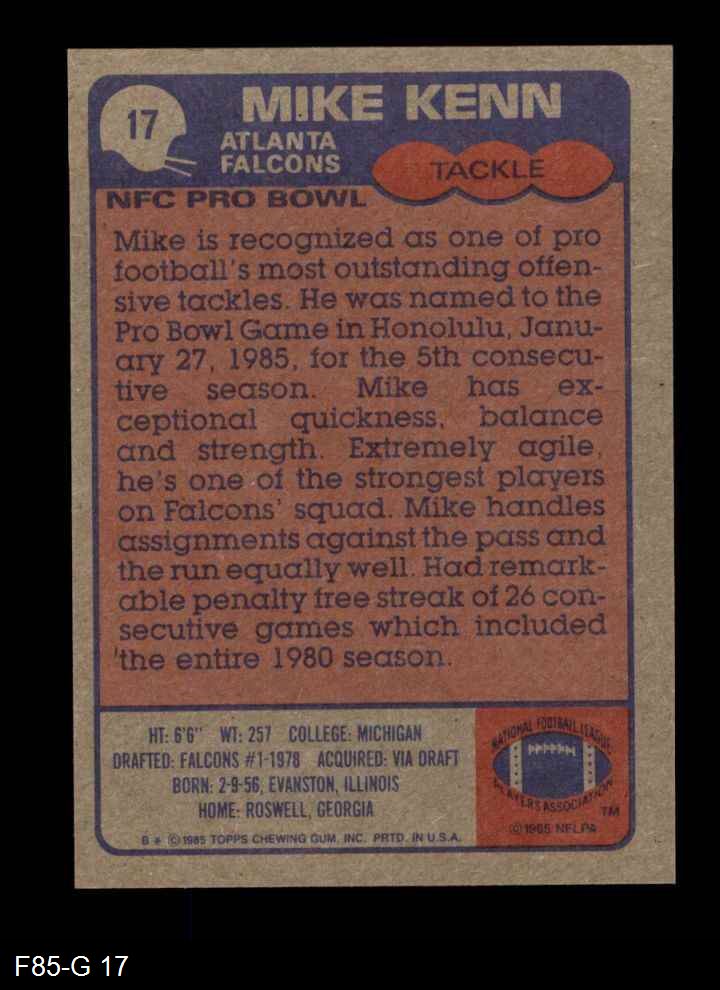 17
MIKE KENN
ATLANTA
FALCONS
TACKLE
NFC PRO BOWL
Mike is recognized as one of pro
football's most outstanding offen-
sive tackles. He was named to the
Pro Bowl Game in Honolulu, Janu-
ary 27, 1985, for the 5th consecu-
tive season. Mike has ex-
ceptional quickness, balance
and strength. Extremely agile,
he's one of the strongest players
on Falcons' squad. Mike handles
assignments against the pass and
the run equally well. Had remark-
able penalty free streak of 26 con-
secutive games which included
the entire 1980 season.
HT: 6'6" WT: 257 COLLEGE: MICHIGAN
DRAFTED: FALCONS #1-1978 ACQUIRED: VIA DRAFT
BORN: 2-9-56, EVANSTON, ILLINOIS
HOME: ROSWELL, GEORGIA
B * © 1985 TOPPS CHEWING GUM, INC. PRTD. IN U.S.A.
NATIONAL FOOTBALL LEAGUE
PLAYERS ASSOCIATION
TM
© 1985 NFLPA
F85-G 17